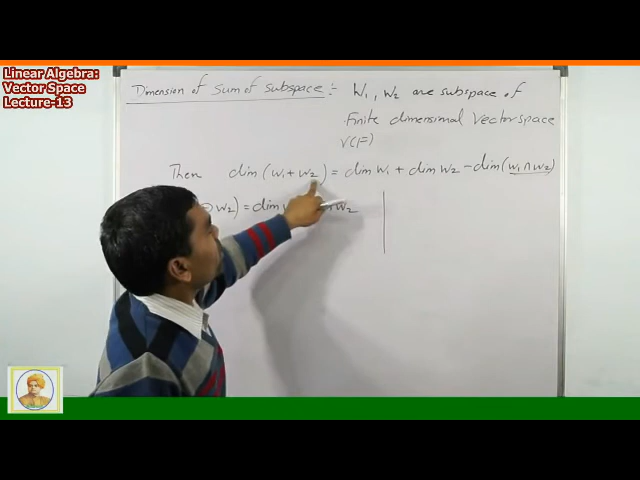 Linear Algebra:
Vector Space
Lecture-13
Dimension of Sum of subspace :- W₁, W₂ are subspace of
finite dimensional vector space
V(F)
Then dim (W₁ + W₂) = dim W₁ + dim W₂ - dim (W₁ ∩ W₂)
W₂) = dim W₂